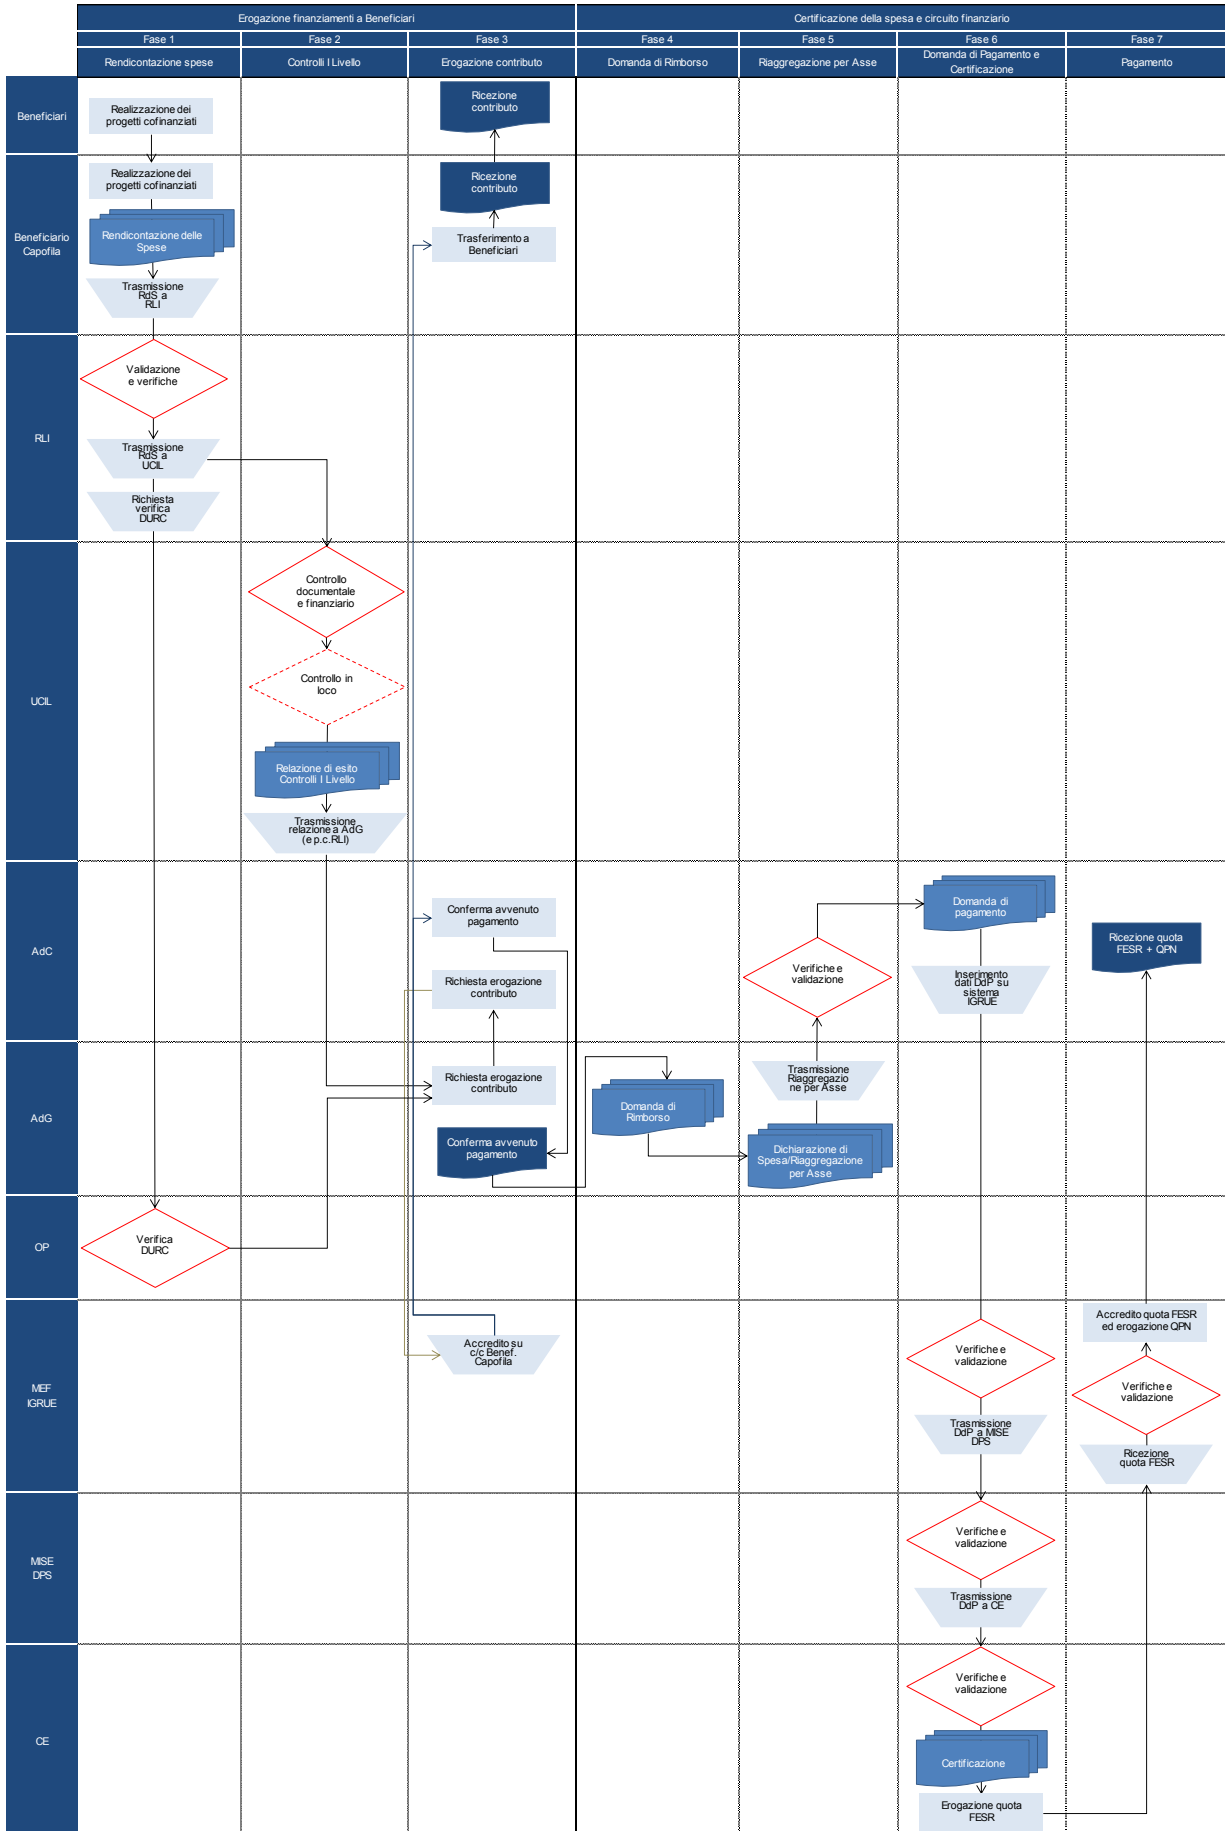 Erogazione finanziamenti a Beneficiari
Certificazione della spesa e circuito finanziario
Fase 1
Fase 2
Fase 3
Fase 4
Fase 5
Fase 6
Fase 7
Rendicontazione spese
Controlli I Livello
Erogazione contributo
Domanda di Rimborso
Riaggregazione per Asse
Domanda di Pagamento e
Certificazione
Pagamento
Beneficiari
Realizzazione dei
progetti cofinanziati
Ricezione
contributo
Beneficiario
Capofila
Realizzazione dei
progetti cofinanziati
Rendicontazione delle
Spese
Trasmissione
RdS a
RLI
Ricezione
contributo
Trasferimento a
Beneficiari
RLI
Validazione
e verifiche
Trasmissione
RdS a
UCIL
Richiesta
verifica
DURC
UCIL
Controllo
documentale
e finanziario
Controllo in
loco
Relazione di esito
Controlli I Livello
Trasmissione
relazione a AdG
(e p.c.RLI)
AdC
Conferma avvenuto
pagamento
Richiesta erogazione
contributo
Verifiche e
validazione
Domanda di
pagamento
Inserimento
dati DdP su
sistema
IGRUE
Ricezione quota
FESR + QPN
AdG
Richiesta erogazione
contributo
Conferma avvenuto
pagamento
Domanda di
Rimborso
Trasmissione
Riaggregazio
ne per Asse
Dichiarazione di
Spesa/Riaggregazione
per Asse
OP
Verifica
DURC
MEF
IGRUE
Accredito su
c/c Benef.
Capofila
Verifiche e
validazione
Trasmissione
DdP a MISE
DPS
Accredito quota FESR
ed erogazione QPN
Verifiche e
validazione
Ricezione
quota FESR
MISE
DPS
Verifiche e
validazione
Trasmissione
DdP a CE
CE
Verifiche e
validazione
Certificazione
Erogazione quota
FESR